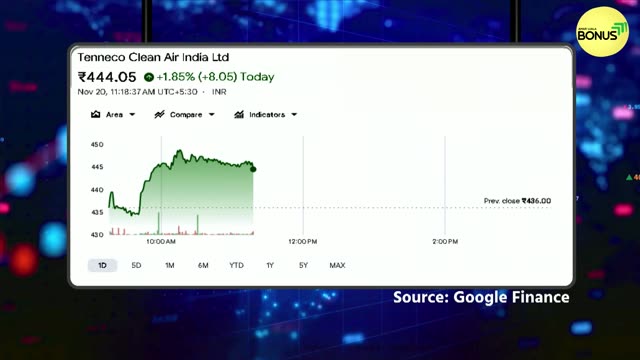 BONUS
Tenneco Clean Air India Ltd
₹444.05 +1.85% (+8.05) Today
Nov 20, 11:18:37 AM UTC+5:30 · INR
Area Compare Indicators
450
445
440
435
430
Prev. close ₹436.00
10:00 AM 12:00 PM 2:00 PM
1D 5D 1M 6M YTD 1Y 5Y MAX
Source: Google Finance